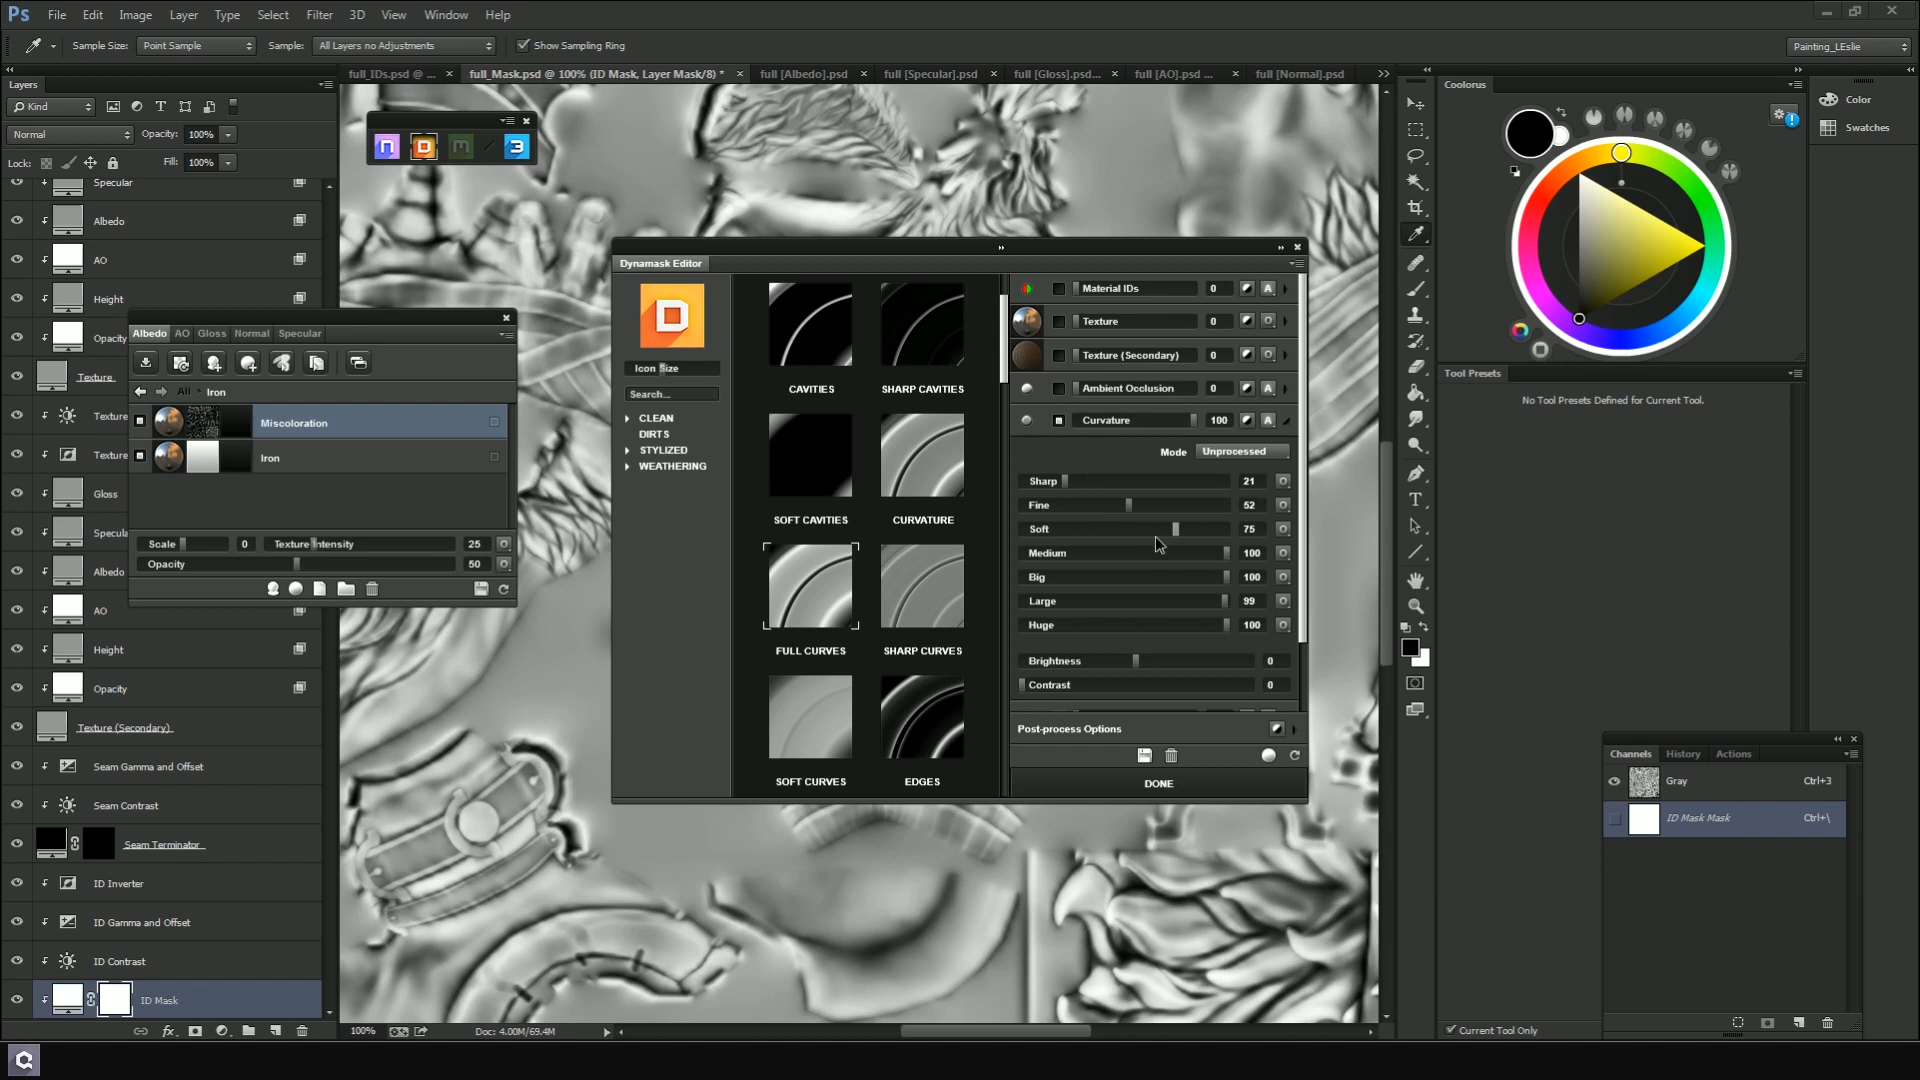 Ps File Edit Image Layer Type Select Filter 3D View Window Help
Sample Size: Point Sample Sample: All Layers no Adjustments Show Sampling Ring Painting_LEslie
full_IDs.psd @ ... full_Mask.psd @ 100% (ID Mask, Layer Mask/8) * full [Albedo].psd full [Specular].psd full [Gloss].psd... full [AO].psd ... full [Normal].psd
Layers
Kind
Normal Opacity: 100%
Lock: Fill: 100%
Specular
Albedo
AO
Height
Opacity
Texture
Texture
Texture
Gloss
Specula
Albedo
AO
Height
Opacity
Texture (Secondary)
Seam Gamma and Offset
Seam Contrast
Seam Terminator
ID Inverter
ID Gamma and Offset
ID Contrast
ID Mask
n D m 3
Albedo AO Gloss Normal Specular
All Iron
Miscoloration
Iron
Scale 0 Texture Intensity 25
Opacity 50
Dynamask Editor
D
Icon Size
Search...
CLEAN
DIRTS
STYLIZED
WEATHERING
CAVITIES SHARP CAVITIES
SOFT CAVITIES CURVATURE
FULL CURVES SHARP CURVES
SOFT CURVES EDGES
Material IDs 0 A
Texture 0
Texture (Secondary) 0
Ambient Occlusion 0 A
Curvature 100 A
Mode Unprocessed
Sharp 21
Fine 52
Soft 75
Medium 100
Big 100
Large 99
Huge 100
Brightness 0
Contrast 0
Post-process Options
DONE
100% Doc: 4.00M/69.4M
Coolorus
Tool Presets
No Tool Presets Defined for Current Tool.
Current Tool Only
Color
Swatches
Channels History Actions
Gray Ctrl+3
ID Mask Mask Ctrl+\